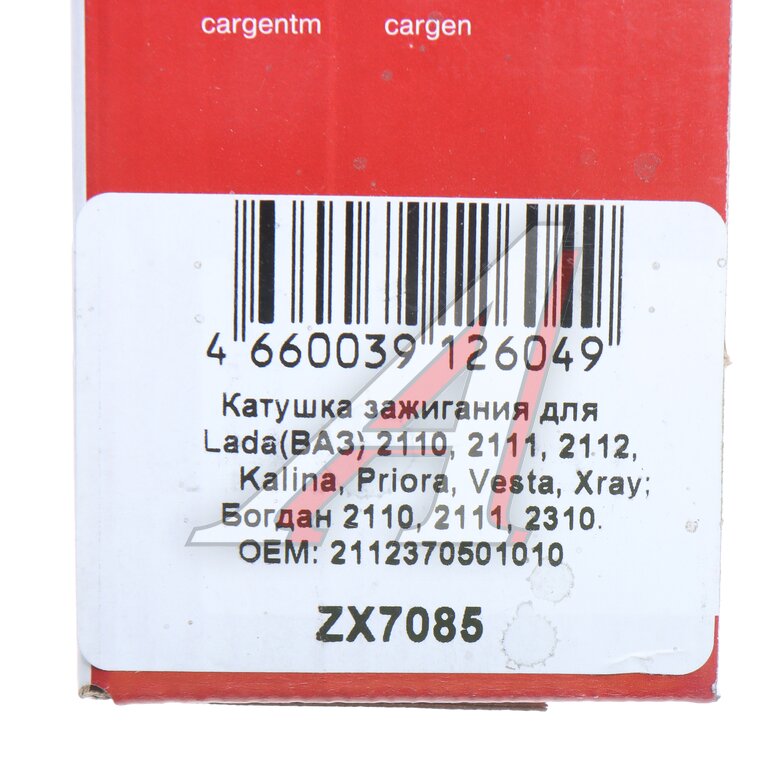 cargentm cargen
4 660039 126049
Катушка зажигания для
Lada(ВАЗ) 2110, 2111, 2112,
Kalina, Priora, Vesta, Xray;
Богдан 2110, 2111, 2310.
OEM: 2112370501010
ZX7085